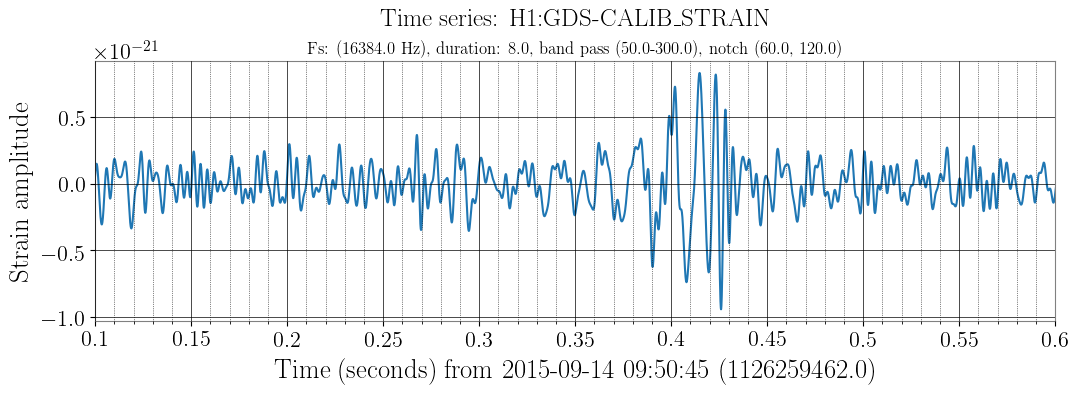 Time series: H1:GDS-CALIB_STRAIN
Fs: (16384.0 Hz), duration: 8.0, band pass (50.0-300.0), notch (60.0, 120.0)
×10−21
0.5
0.0
−0.5
−1.0
Strain amplitude
0.1 0.15 0.2 0.25 0.3 0.35 0.4 0.45 0.5 0.55 0.6
Time (seconds) from 2015-09-14 09:50:45 (1126259462.0)